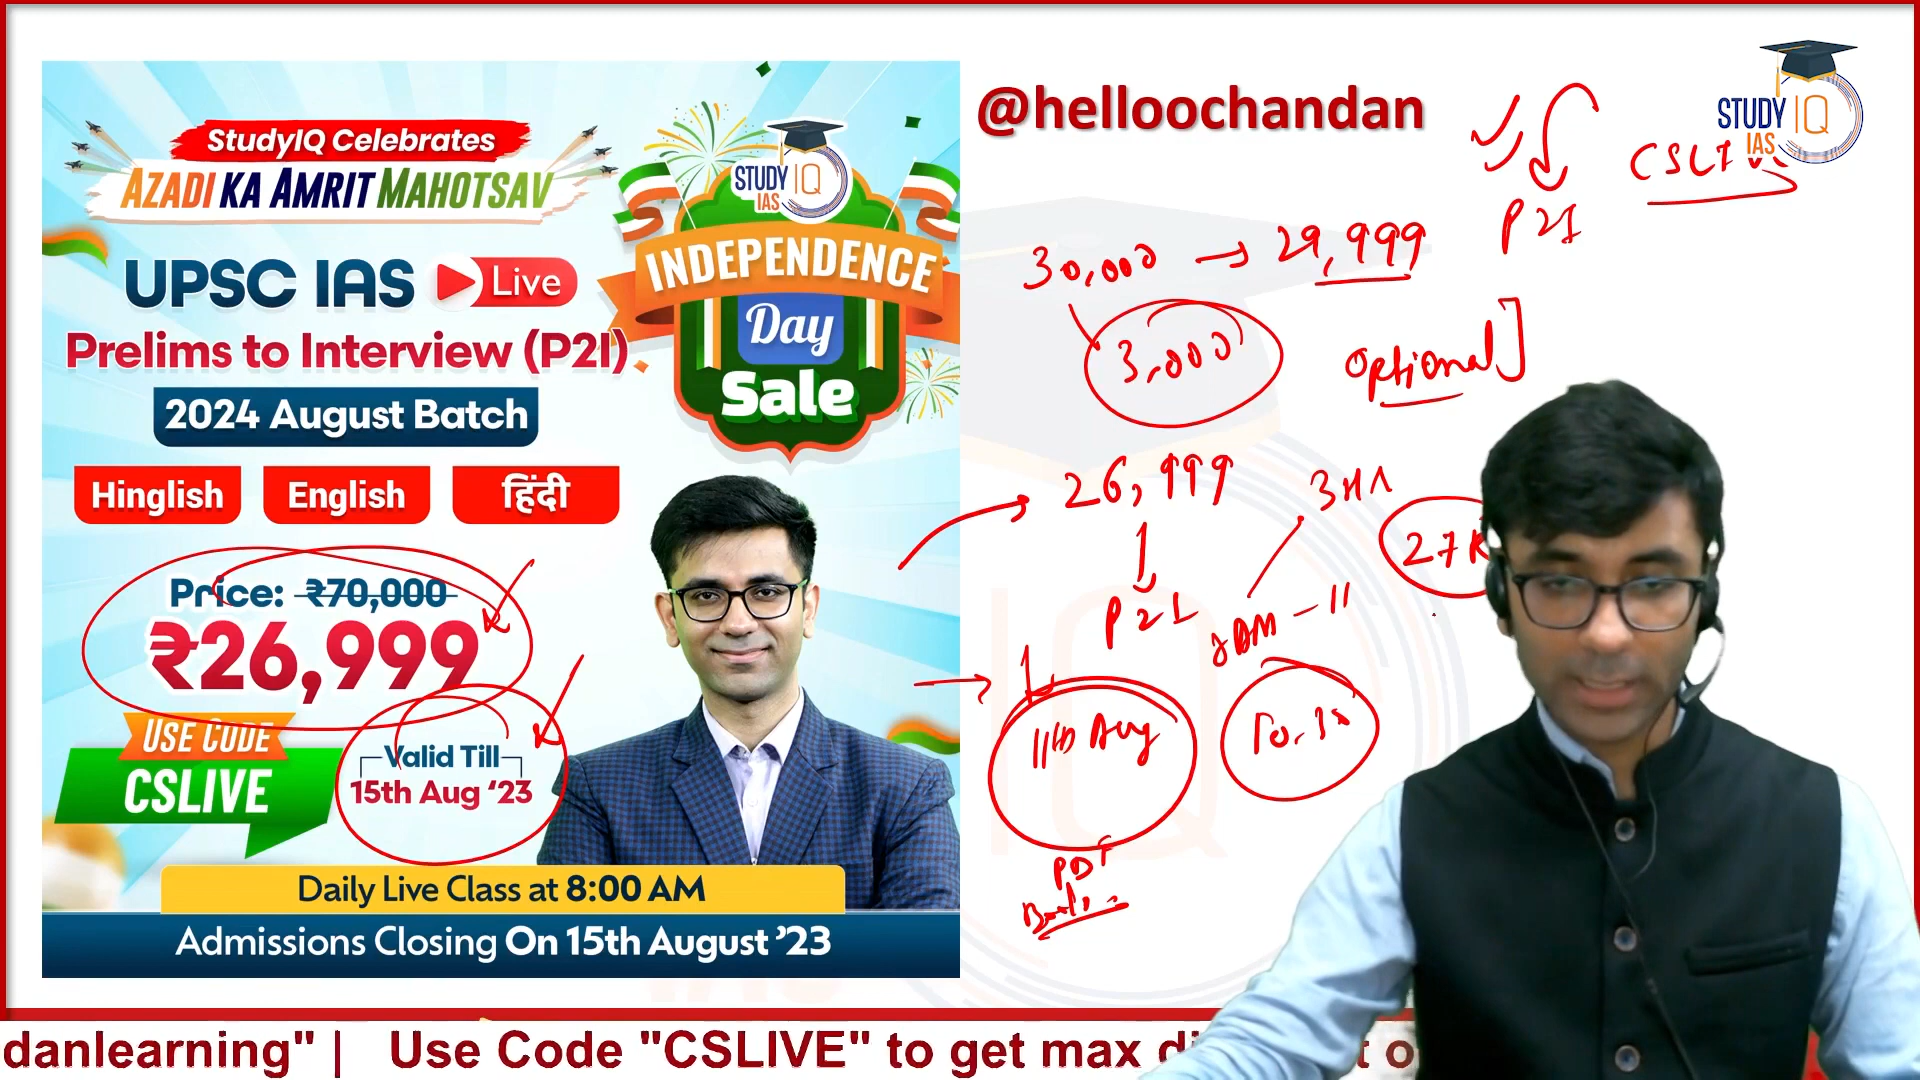 StudyIQ Celebrates
AZADI KA AMRIT MAHOTSAV
UPSC IAS Live
Prelims to Interview (P2I)
2024 August Batch
Hinglish English हिंदी
Price: ₹70,000
₹26,999
USE CODE
CSLIVE
Valid Till
15th Aug '23
STUDY IQ
IAS
INDEPENDENCE
Day
Sale
Daily Live Class at 8:00 AM
Admissions Closing On 15th August '23
@helloochandan
STUDY IQ
IAS
CSLIVE
P2I
30,000 → 29,999
3,000
Optional]
26,999
P2I
27K
11th Aug
PDF
danlearning" | Use Code "CSLIVE" to get max